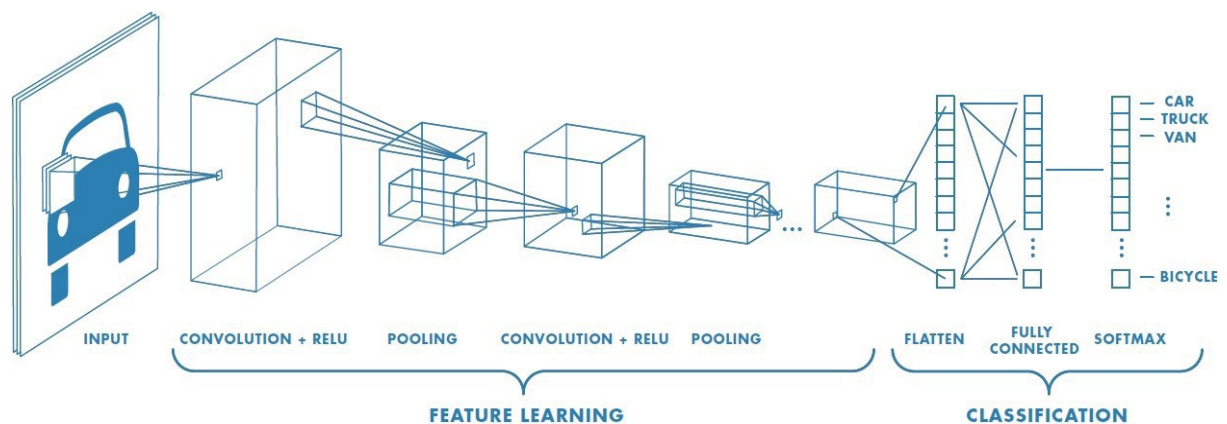 CAR
TRUCK
VAN
BICYCLE
INPUT
CONVOLUTION + RELU
POOLING
CONVOLUTION + RELU
POOLING
FLATTEN
FULLY
CONNECTED
SOFTMAX
FEATURE LEARNING
CLASSIFICATION